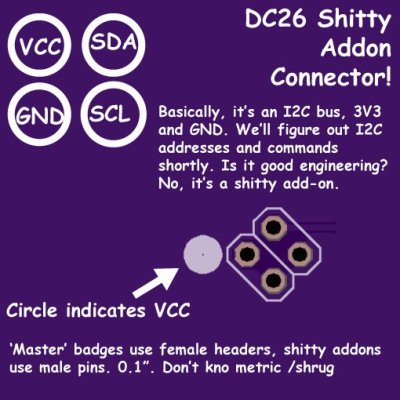 DC26 Shitty
Addon
Connector!
VCC SDA
GND SCL
Basically, it's an I2C bus, 3V3
and GND. We'll figure out I2C
addresses and commands
shortly. Is it good engineering?
No, it's a shitty add-on.
Circle indicates VCC
'Master' badges use female headers, shitty addons
use male pins. 0.1". Don't kno metric /shrug